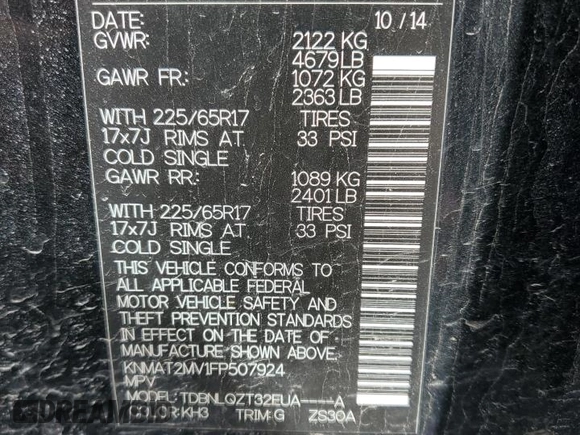 DATE: 10 / 14
GVWR: 2122 KG
4679 LB
GAWR FR: 1072 KG
2363 LB
WITH 225/65R17 TIRES
17x7J RIMS AT 33 PSI
COLD SINGLE
GAWR RR: 1089 KG
2401 LB
WITH 225/65R17 TIRES
17x7J RIMS AT 33 PSI
COLD SINGLE
THIS VEHICLE CONFORMS TO
ALL APPLICABLE FEDERAL
MOTOR VEHICLE SAFETY AND
THEFT PREVENTION STANDARDS
IN EFFECT ON THE DATE OF
MANUFACTURE SHOWN ABOVE.
KNMAT2MV1FP507924
MPV
MODEL: TDBNLQZT32EUA----A
COLOR: KH3 TRIM: G ZS30A